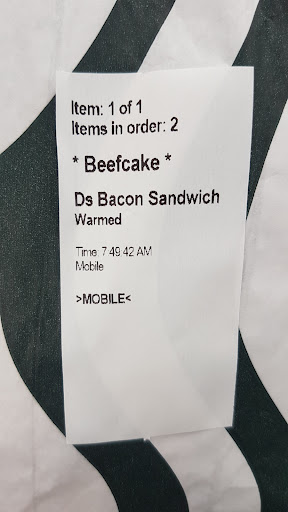 Item: 1 of 1
Items in order: 2
* Beefcake *
Ds Bacon Sandwich
Warmed
Time: 7:49:42 AM
Mobile
>MOBILE<